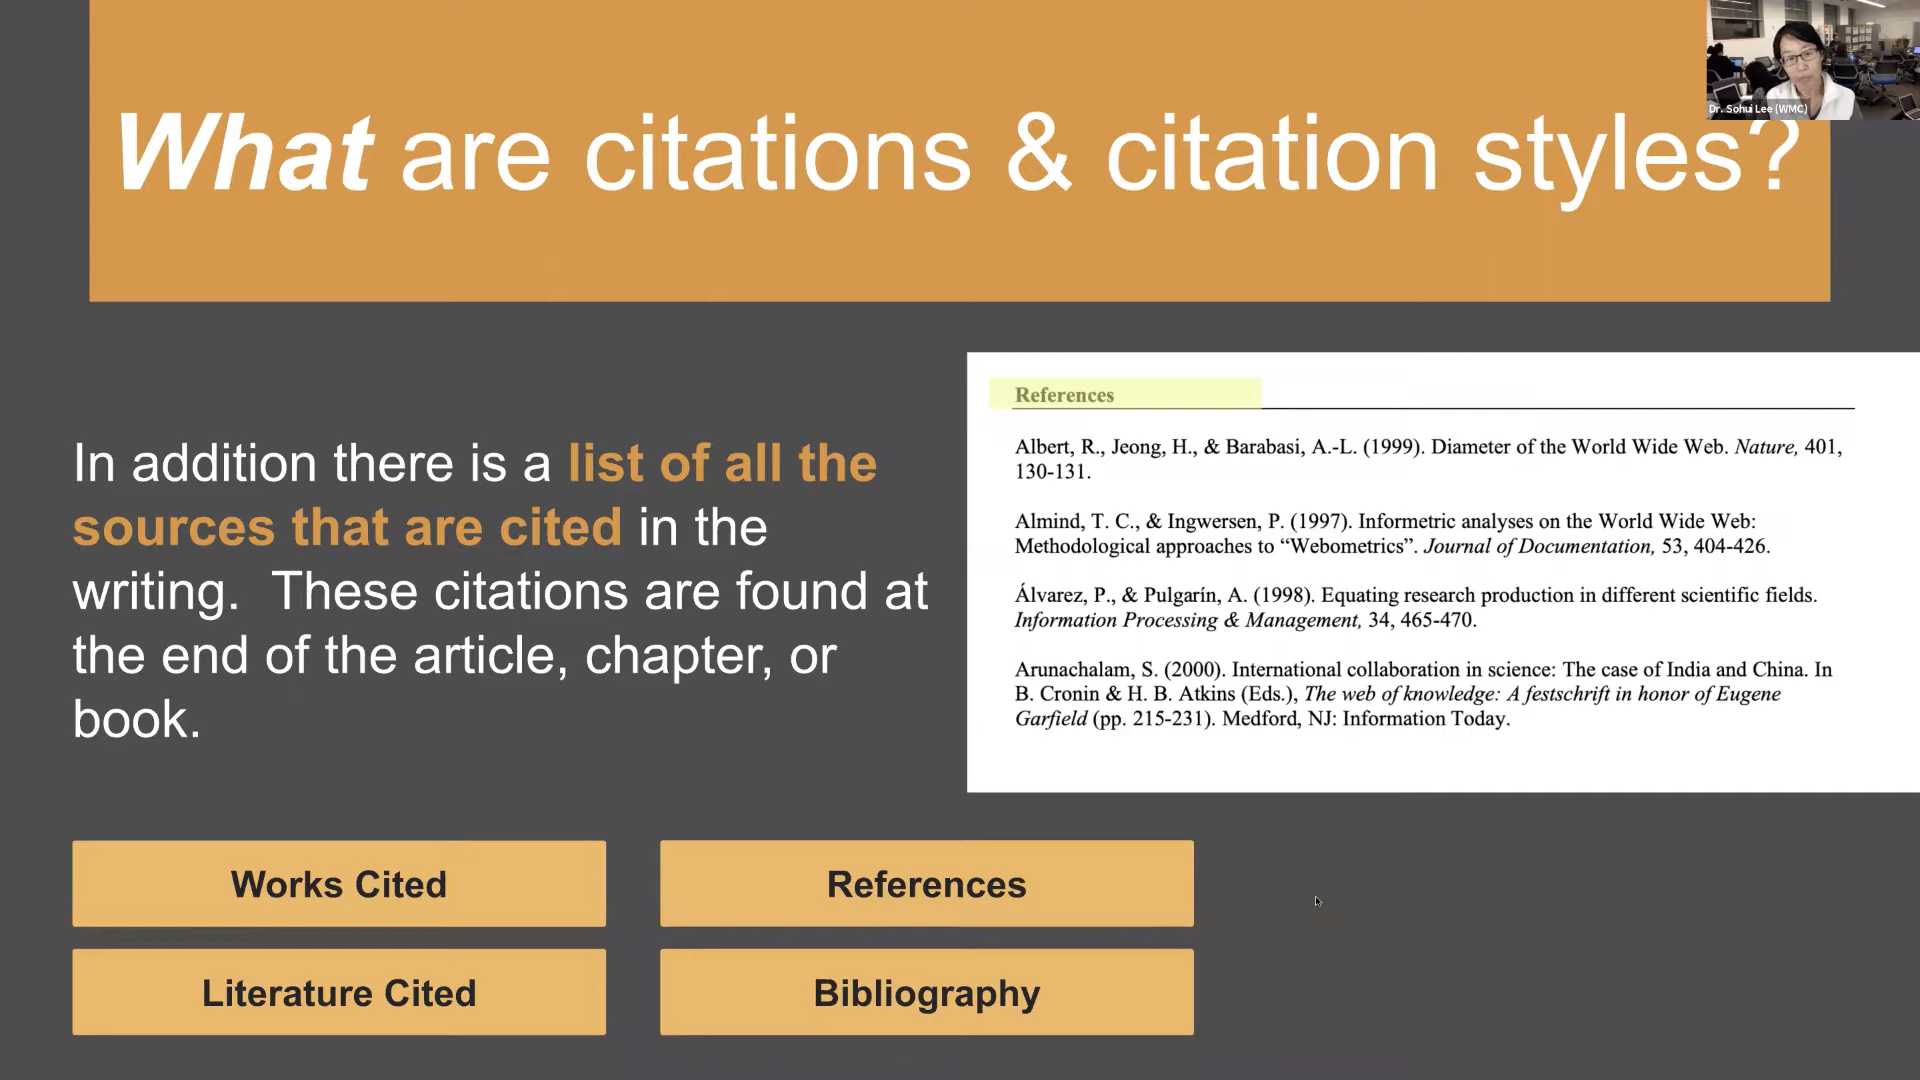 What are citations & citation styles?
Dr. Sohui Lee (WMC)
In addition there is a list of all the
sources that are cited in the
writing.  These citations are found at
the end of the article, chapter, or
book.
References
Albert, R., Jeong, H., & Barabasi, A.-L. (1999). Diameter of the World Wide Web. Nature, 401,
130-131.
Almind, T. C., & Ingwersen, P. (1997). Informetric analyses on the World Wide Web:
Methodological approaches to “Webometrics”. Journal of Documentation, 53, 404-426.
Álvarez, P., & Pulgarín, A. (1998). Equating research production in different scientific fields.
Information Processing & Management, 34, 465-470.
Arunachalam, S. (2000). International collaboration in science: The case of India and China. In
B. Cronin & H. B. Atkins (Eds.), The web of knowledge: A festschrift in honor of Eugene
Garfield (pp. 215-231). Medford, NJ: Information Today.
Works Cited
References
Literature Cited
Bibliography